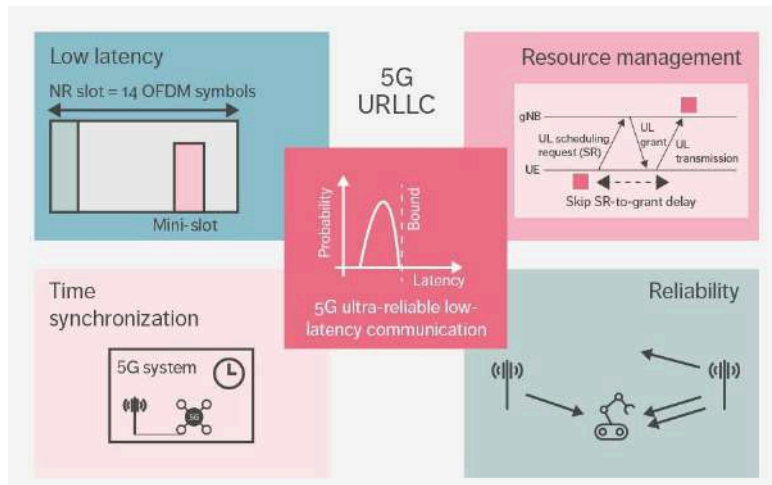 Low latency
NR slot = 14 OFDM symbols
Mini-slot
5G
URLLC
Resource management
gNB
UL scheduling
request (SR)
UL
grant
UL
transmission
UE
Skip SR-to-grant delay
Probability
Bound
Latency
5G ultra-reliable low-
latency communication
Time
synchronization
5G system
5G
Reliability